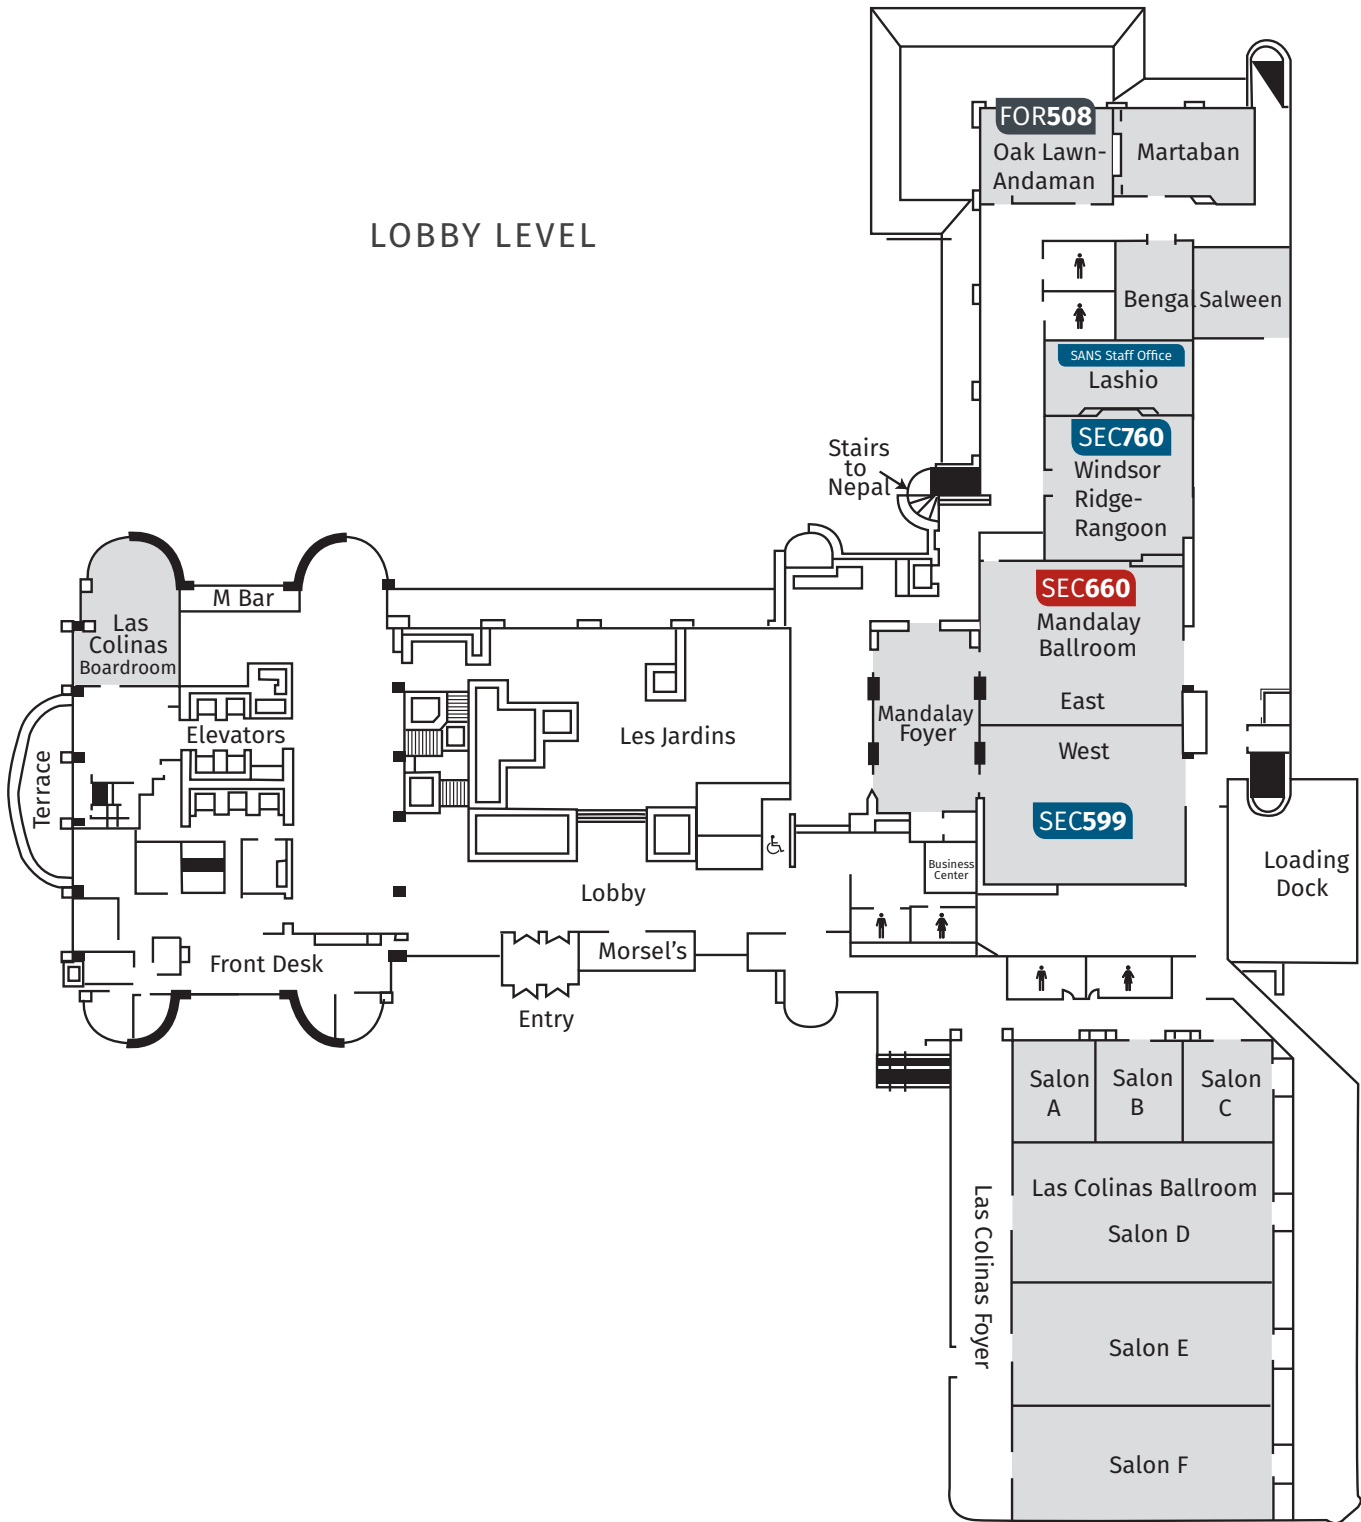 LOBBY LEVEL
FOR508
Oak Lawn-
Andaman
Martaban
Bengal
Salween
SANS Staff Office
Lashio
SEC760
Windsor
Ridge-
Rangoon
Stairs
to
Nepal
SEC660
Mandalay
Ballroom
East
West
SEC599
Mandalay
Foyer
M Bar
Las
Colinas
Boardroom
Elevators
Terrace
Les Jardins
Business
Center
Loading
Dock
Lobby
Morsel's
Front Desk
Entry
Salon
A
Salon
B
Salon
C
Las Colinas Ballroom
Salon D
Las Colinas Foyer
Salon E
Salon F